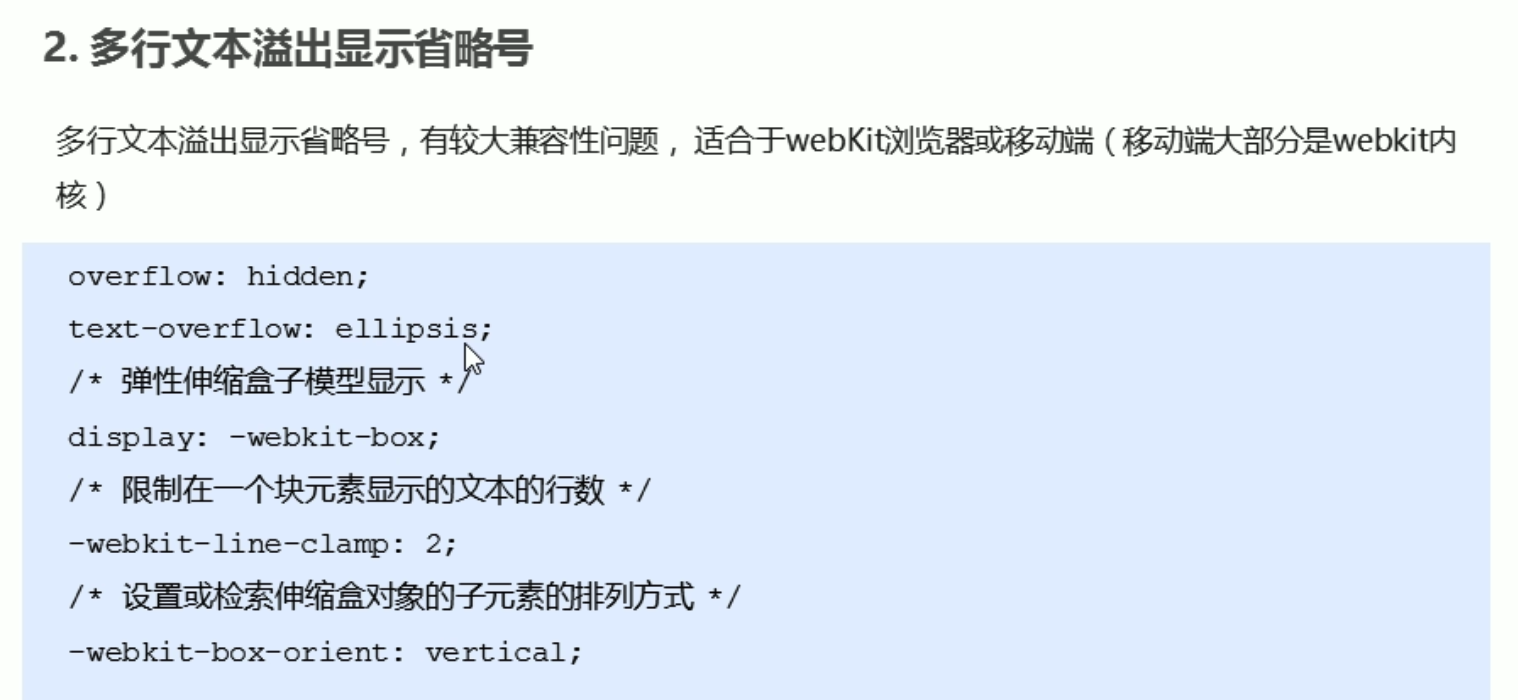 2. 多行文本溢出显示省略号
多行文本溢出显示省略号，有较大兼容性问题， 适合于webKit浏览器或移动端（移动端大部分是webkit内
核）
overflow: hidden;
text-overflow: ellipsis;
/* 弹性伸缩盒子模型显示 */
display: -webkit-box;
/* 限制在一个块元素显示的文本的行数 */
-webkit-line-clamp: 2;
/* 设置或检索伸缩盒对象的子元素的排列方式 */
-webkit-box-orient: vertical;